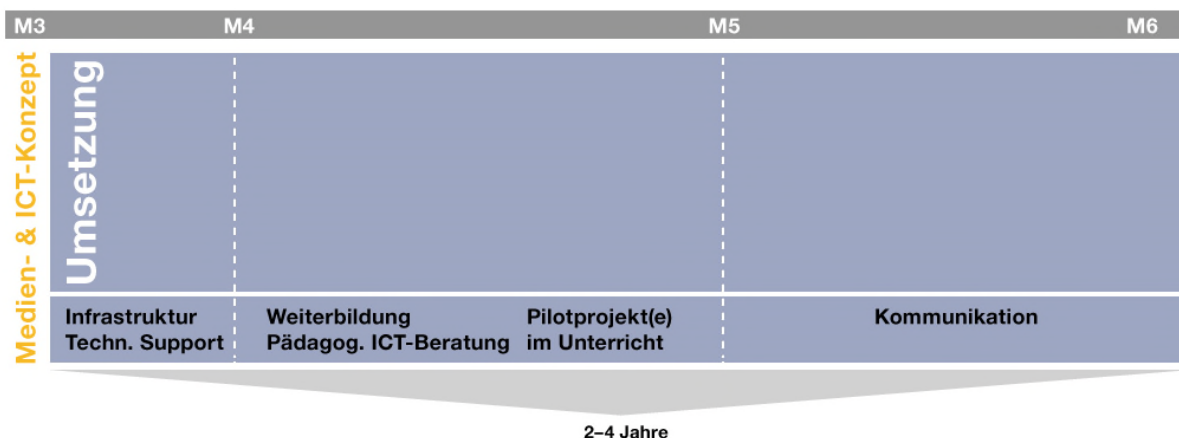 M3 M4 M5 M6
Medien- & ICT-Konzept
Umsetzung
Infrastruktur
Techn. Support
Weiterbildung
Pädagog. ICT-Beratung
Pilotprojekt(e)
im Unterricht
Kommunikation
2–4 Jahre